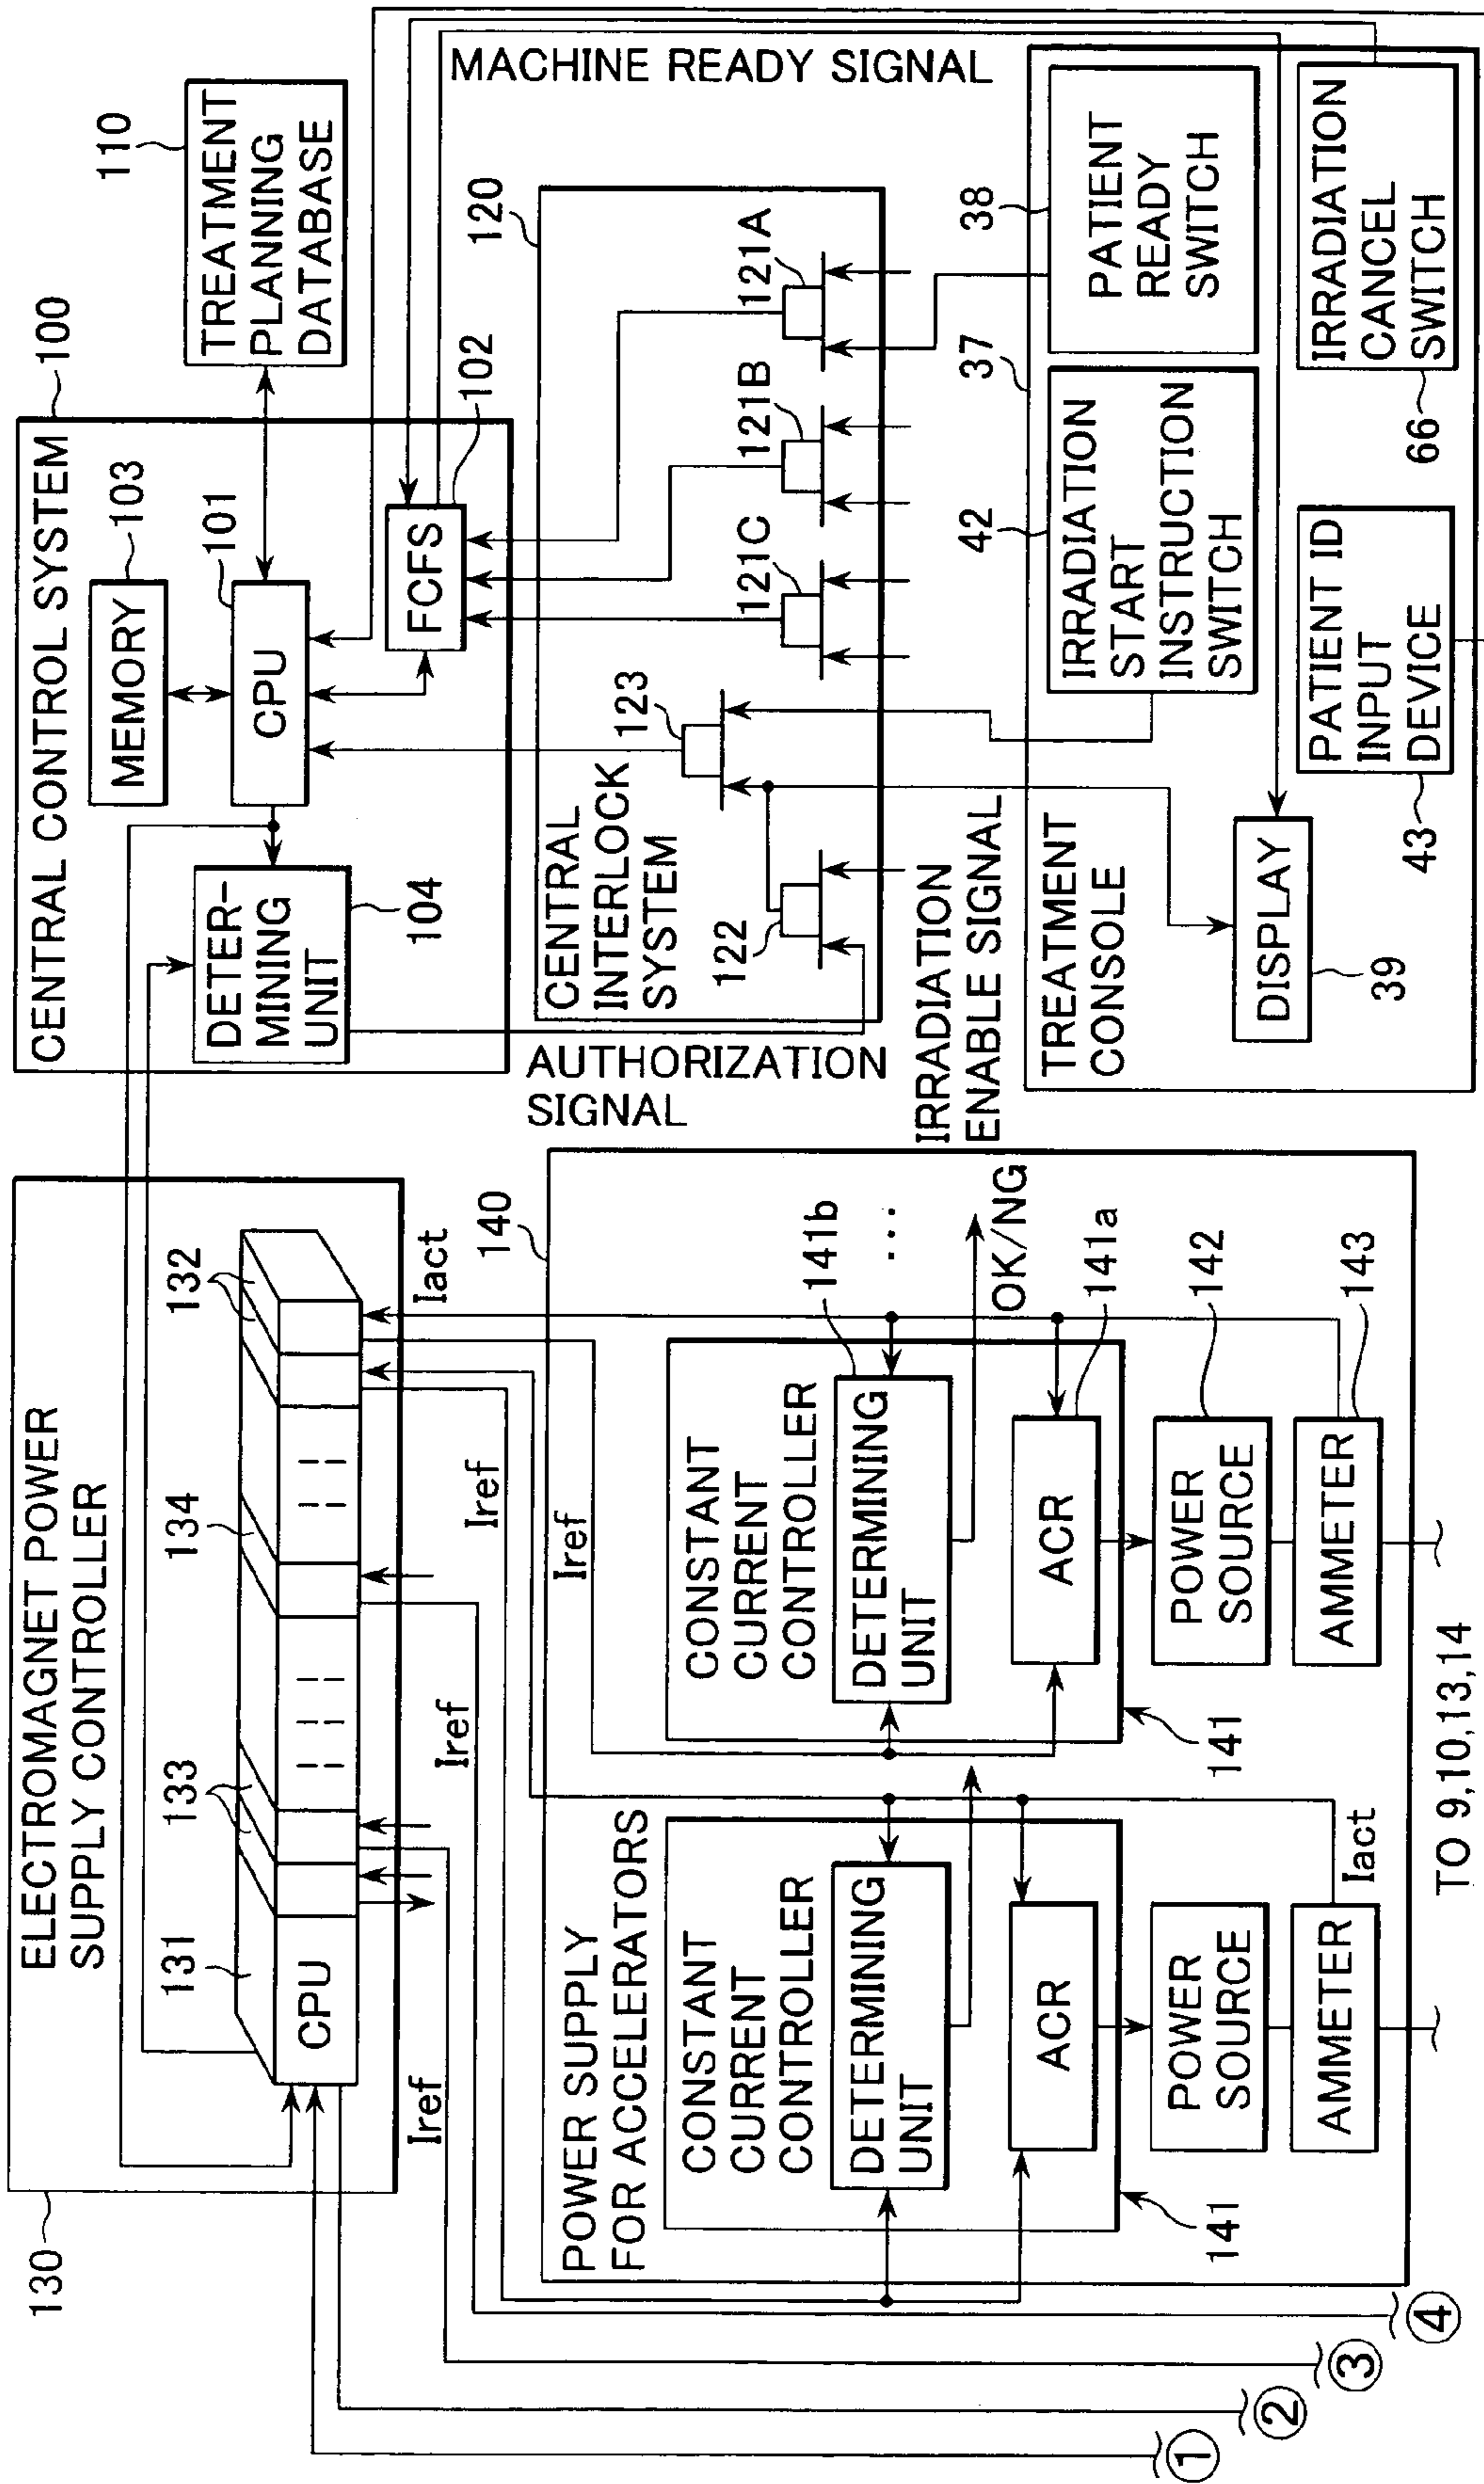 ELECTROMAGNET POWER
SUPPLY CONTROLLER
130
131
133
134
132
CPU
Iref
Iref
Iref
Iact
CENTRAL CONTROL SYSTEM
100
MEMORY
103
CPU
101
DETER-
MINING
UNIT
104
FCFS
102
110
TREATMENT
PLANNING
DATABASE
MACHINE READY SIGNAL
AUTHORIZATION
SIGNAL
120
CENTRAL
INTERLOCK
SYSTEM
122
123
121C
121B
121A
IRRADIATION
ENABLE SIGNAL
POWER SUPPLY
FOR ACCELERATORS
140
Iref
CONSTANT
CURRENT
CONTROLLER
DETERMINING
UNIT
ACR
141
POWER
SOURCE
AMMETER
Iact
CONSTANT
CURRENT
CONTROLLER
141b
...
DETERMINING
UNIT
OK/NG
ACR
141a
141
POWER
SOURCE
142
AMMETER
143
TO 9,10,13,14
TREATMENT
CONSOLE
37
DISPLAY
39
42
IRRADIATION
START
INSTRUCTION
SWITCH
38
PATIENT
READY
SWITCH
PATIENT ID
INPUT
DEVICE
43
IRRADIATION
CANCEL
SWITCH
66
①
②
③
④